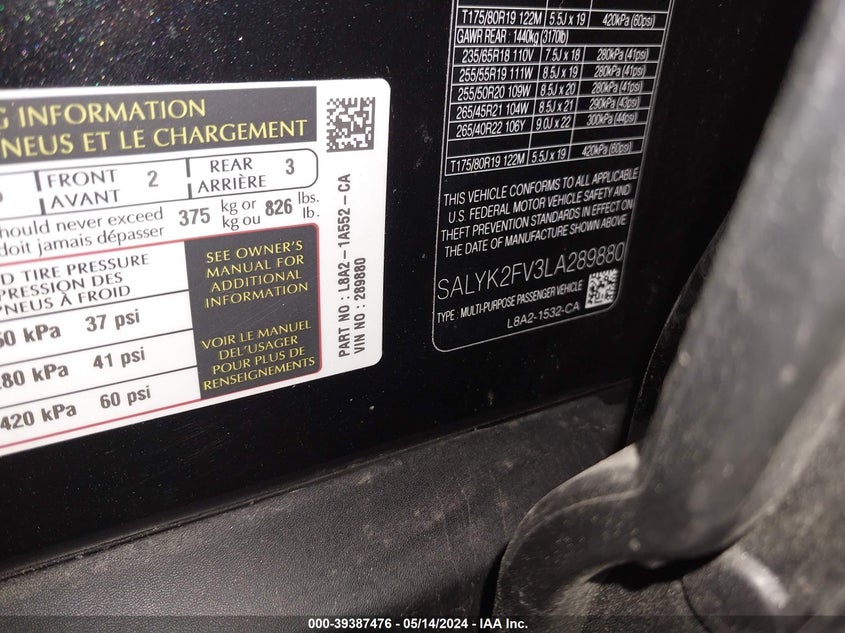 G INFORMATION
NEUS ET LE CHARGEMENT
FRONT
AVANT 2
REAR
ARRIÈRE 3
hould never exceed
doit jamais dépasser
375 kg or 826 lbs.
kg ou lb.
D TIRE PRESSURE
PRESSION DES
NEUS À FROID
60 kPa 37 psi
280 kPa 41 psi
420 kPa 60 psi
SEE OWNER'S
MANUAL FOR
ADDITIONAL
INFORMATION
VOIR LE MANUEL
DEL'USAGER
POUR PLUS DE
RENSEIGNEMENTS
PART NO : L8A2 - 1A552 - CA
VIN NO : 289880
T175/80R19 122M 5.5J x 19 420kPa (60psi)
GAWR REAR : 1440kg (3170lb)
235/65R18 110V 7.5J x 18 280kPa (41psi)
255/55R19 111W 8.5J x 19 280kPa (41psi)
255/50R20 109W 8.5J x 20 280kPa (41psi)
265/45R21 104W 8.5J x 21 290kPa (43psi)
265/40R22 106Y 9.0J x 22 300kPa (44psi)
T175/80R19 122M 5.5J x 19 420kPa (60psi)
THIS VEHICLE CONFORMS TO ALL APPLICABLE
U.S. FEDERAL MOTOR VEHICLE SAFETY AND
THEFT PREVENTION STANDARDS IN EFFECT ON
THE DATE OF MANUFACTURE SHOWN ABOVE
SALYK2FV3LA289880
TYPE : MULTI-PURPOSE PASSENGER VEHICLE
L8A2-1532-CA
000-39387476 - 05/14/2024 - IAA Inc.